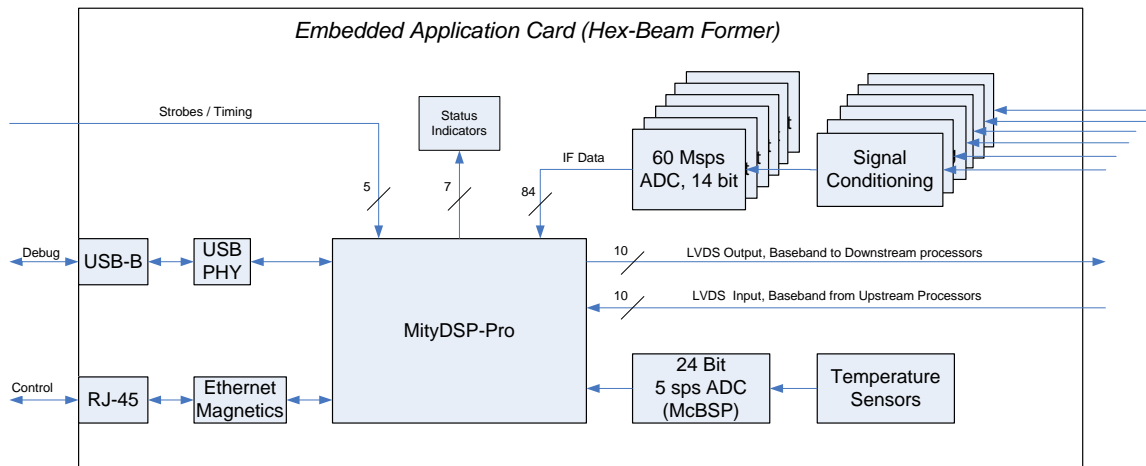 Embedded Application Card (Hex-Beam Former)
Strobes / Timing
Status
Indicators
IF Data
60 Msps
ADC, 14 bit
Signal
Conditioning
5
7
84
Debug
USB-B
USB
PHY
10
LVDS Output, Baseband to Downstream processors
10
LVDS Input, Baseband from Upstream Processors
MityDSP-Pro
Control
RJ-45
Ethernet
Magnetics
24 Bit
5 sps ADC
(McBSP)
Temperature
Sensors